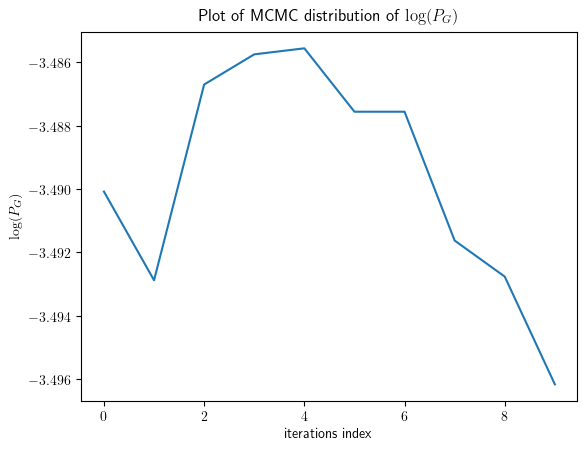 Plot of MCMC distribution of log(P_G)
−3.486
−3.488
−3.490
−3.492
−3.494
−3.496
log(P_G)
0 2 4 6 8
iterations index